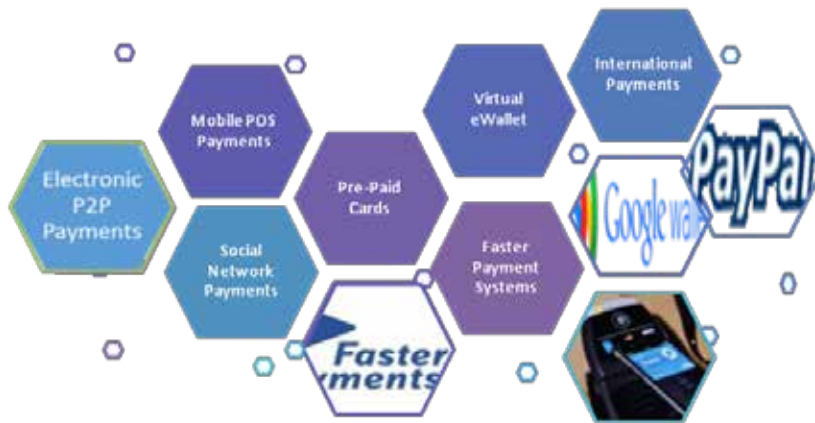 Electronic
P2P
Payments
Mobile POS
Payments
Social
Network
Payments
Pre-Paid
Cards
Virtual
eWallet
Faster
Payment
Systems
International
Payments
Faster
yments
Google wall
PayPal